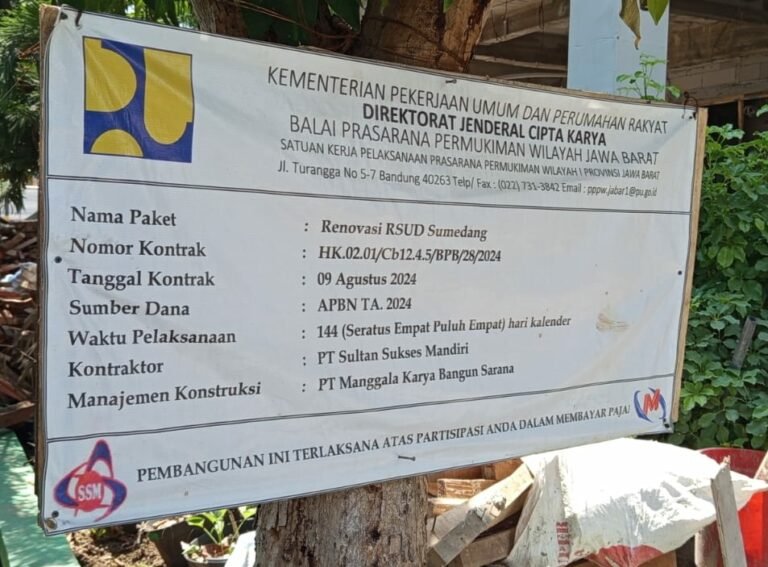 KEMENTERIAN PEKERJAAN UMUM DAN PERUMAHAN RAKYAT
DIREKTORAT JENDERAL CIPTA KARYA
BALAI PRASARANA PERMUKIMAN WILAYAH JAWA BARAT
SATUAN KERJA PELAKSANAAN PRASARANA PERMUKIMAN WILAYAH I PROVINSI JAWA BARAT
Jl. Turangga No 5-7 Bandung 40263 Telp/ Fax : (022) 731-3842 Email : pppw.jabar1@pu.go.id
Nama Paket : Renovasi RSUD Sumedang
Nomor Kontrak : HK.02.01/Cb12.4.5/BPB/28/2024
Tanggal Kontrak : 09 Agustus 2024
Sumber Dana : APBN TA. 2024
Waktu Pelaksanaan : 144 (Seratus Empat Puluh Empat) hari kalender
Kontraktor : PT Sultan Sukses Mandiri
Manajemen Konstruksi : PT Manggala Karya Bangun Sarana
PEMBANGUNAN INI TERLAKSANA ATAS PARTISIPASI ANDA DALAM MEMBAYAR PAJAK
SSM
M